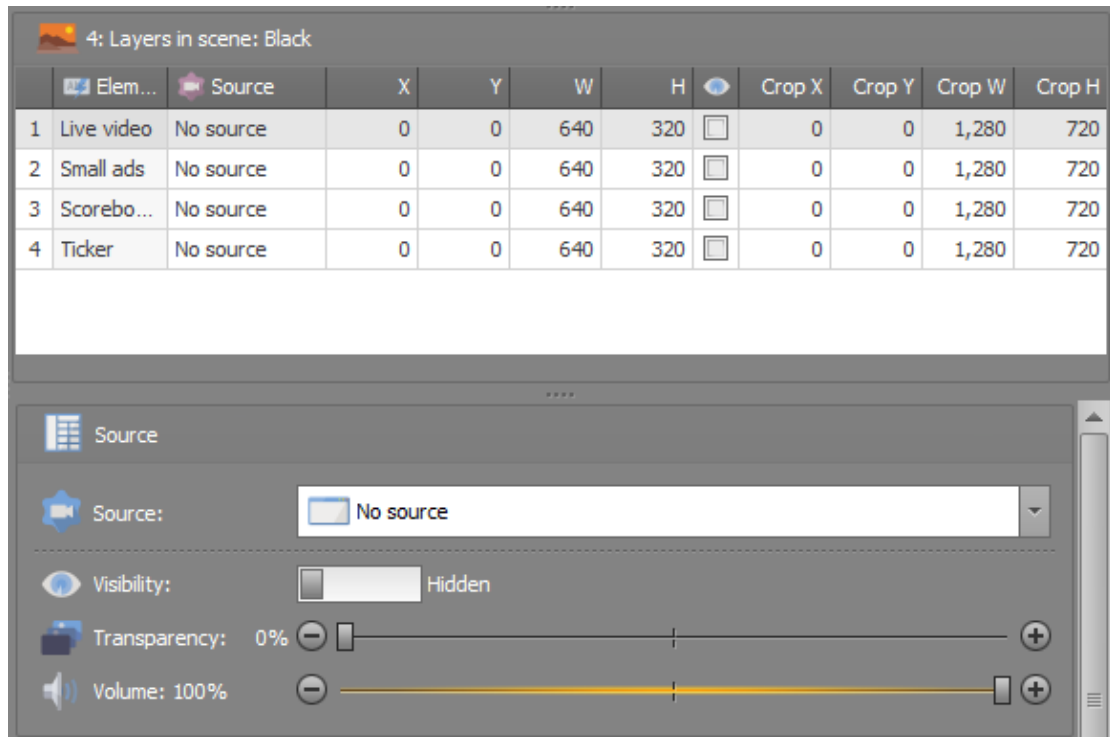 4: Layers in scene: Black
Elem... Source X Y W H Crop X Crop Y Crop W Crop H
1 Live video No source 0 0 640 320 0 0 1,280 720
2 Small ads No source 0 0 640 320 0 0 1,280 720
3 Scorebo... No source 0 0 640 320 0 0 1,280 720
4 Ticker No source 0 0 640 320 0 0 1,280 720
Source
Source: No source
Visibility: Hidden
Transparency: 0%
Volume: 100%